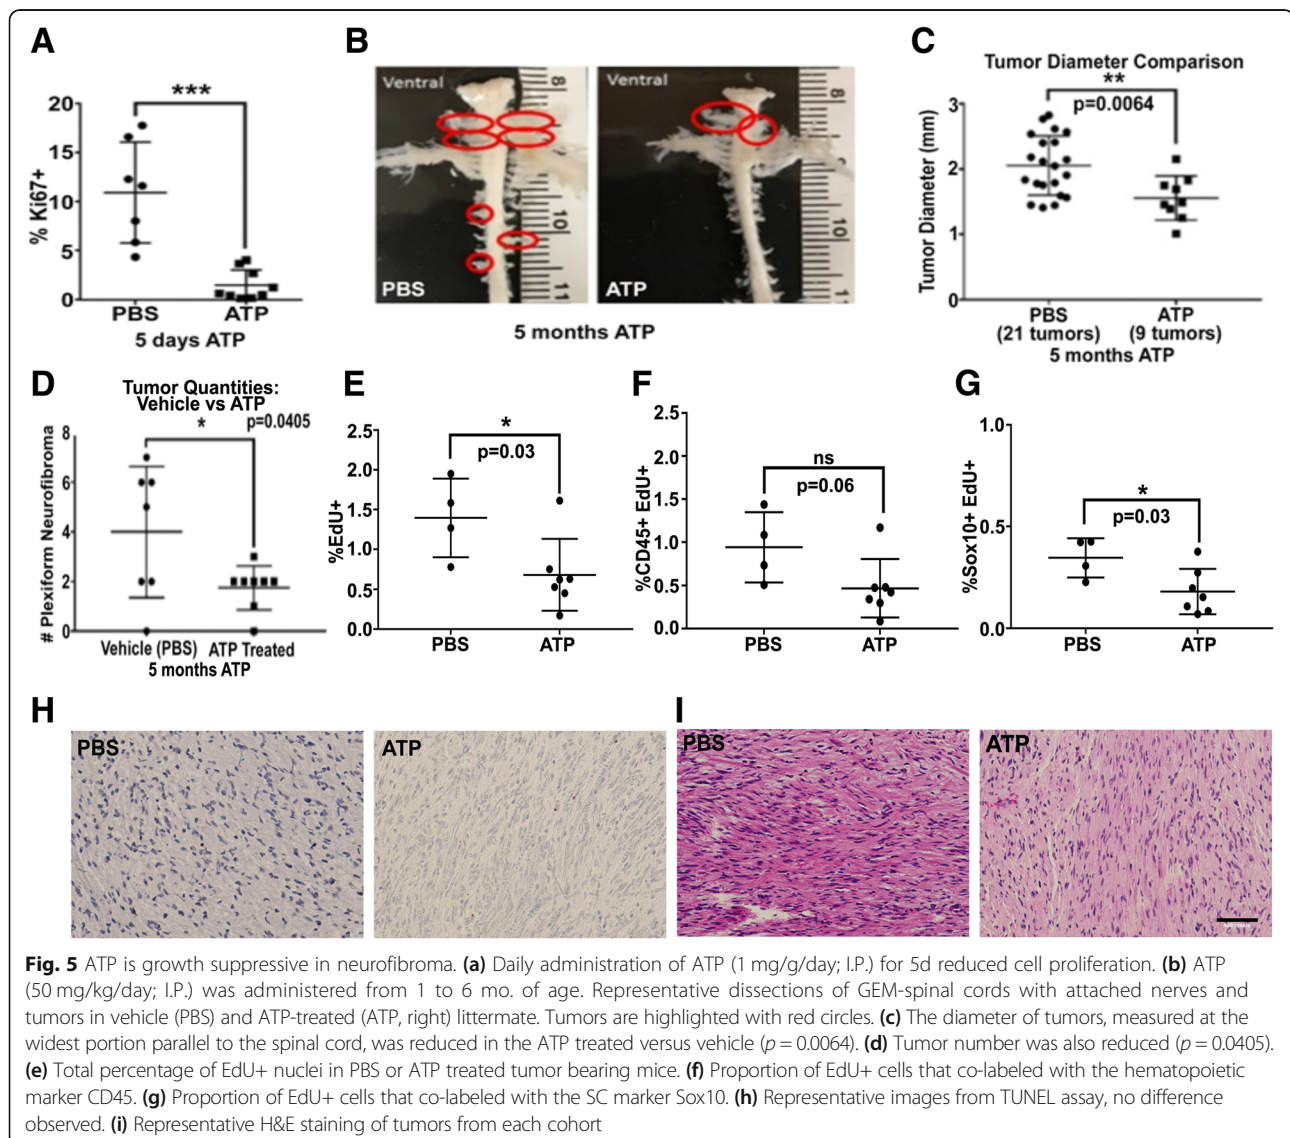 A
***
20
15
10
5
0
% Ki67+
PBS
ATP
5 days ATP
B
Ventral
PBS
8
10
11
Ventral
ATP
8
10
5 months ATP
C
Tumor Diameter Comparison
**
p=0.0064
3
2
1
0
Tumor Diameter (mm)
PBS
ATP
(21 tumors)
(9 tumors)
5 months ATP
D
Tumor Quantities:
Vehicle vs ATP
*
p=0.0405
8
6
4
2
0
# Plexiform Neurofibroma
Vehicle (PBS)
ATP Treated
5 months ATP
E
*
p=0.03
2.5
2.0
1.5
1.0
0.5
0.0
%EdU+
PBS
ATP
F
ns
p=0.06
2.5
2.0
1.5
1.0
0.5
0.0
%CD45+ EdU+
PBS
ATP
G
*
p=0.03
1.0
0.5
0.0
%Sox10+ EdU+
PBS
ATP
H
PBS
ATP
I
PBS
ATP
Fig. 5 ATP is growth suppressive in neurofibroma. (a) Daily administration of ATP (1 mg/g/day; I.P.) for 5d reduced cell proliferation. (b) ATP
(50 mg/kg/day; I.P.) was administered from 1 to 6 mo. of age. Representative dissections of GEM-spinal cords with attached nerves and
tumors in vehicle (PBS) and ATP-treated (ATP, right) littermate. Tumors are highlighted with red circles. (c) The diameter of tumors, measured at the
widest portion parallel to the spinal cord, was reduced in the ATP treated versus vehicle (p = 0.0064). (d) Tumor number was also reduced (p = 0.0405).
(e) Total percentage of EdU+ nuclei in PBS or ATP treated tumor bearing mice. (f) Proportion of EdU+ cells that co-labeled with the hematopoietic
marker CD45. (g) Proportion of EdU+ cells that co-labeled with the SC marker Sox10. (h) Representative images from TUNEL assay, no difference
observed. (i) Representative H&E staining of tumors from each cohort